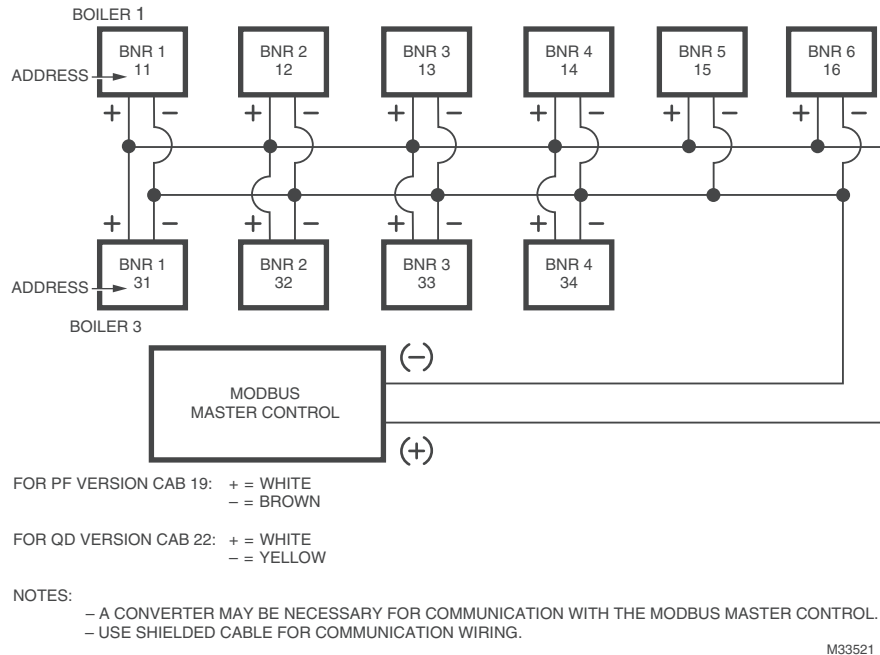 BOILER 1
ADDRESS
BNR 1
11
BNR 2
12
BNR 3
13
BNR 4
14
BNR 5
15
BNR 6
16
+ –
+ –
+ –
+ –
+ –
+ –
+ –
+ –
+ –
+ –
ADDRESS
BNR 1
31
BNR 2
32
BNR 3
33
BNR 4
34
BOILER 3
MODBUS
MASTER CONTROL
(–)
(+)
FOR PF VERSION CAB 19: + = WHITE
– = BROWN
FOR QD VERSION CAB 22: + = WHITE
– = YELLOW
NOTES:
– A CONVERTER MAY BE NECESSARY FOR COMMUNICATION WITH THE MODBUS MASTER CONTROL.
– USE SHIELDED CABLE FOR COMMUNICATION WIRING.
M33521